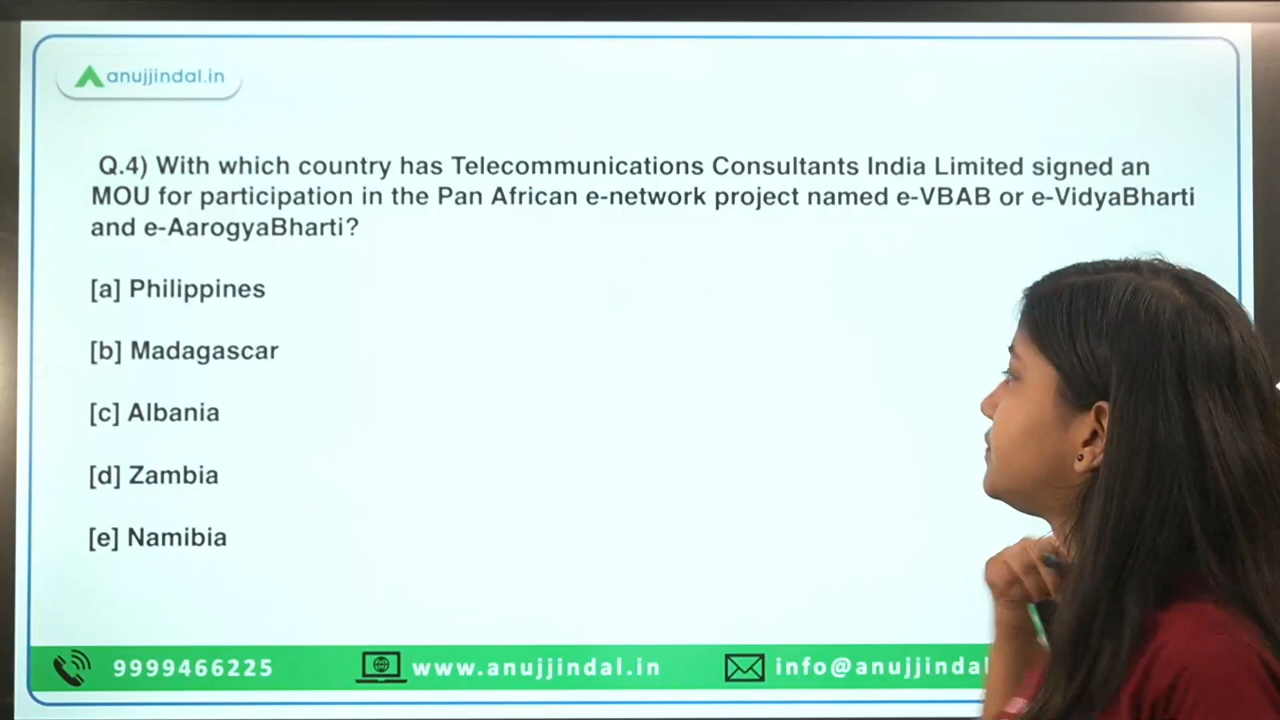 anujjindal.in
Q.4) With which country has Telecommunications Consultants India Limited signed an
MOU for participation in the Pan African e-network project named e-VBAB or e-VidyaBharti
and e-AarogyaBharti?
[a] Philippines
[b] Madagascar
[c] Albania
[d] Zambia
[e] Namibia
9999466225 www.anujjindal.in info@anujjindal